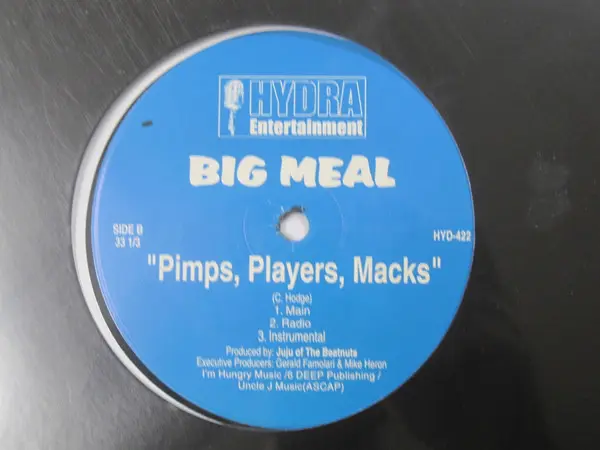 HYDRA
Entertainment
BIG MEAL
SIDE B
33 1/3
HYD-422
"Pimps, Players, Macks"
(C. Hodge)
1. Main
2. Radio
3. Instrumental
Produced by: Juju of The Beatnuts
Executive Producers: Gerald Famolari & Mike Heron
I'm Hungry Music /6 DEEP Publishing /
Uncle J Music(ASCAP)